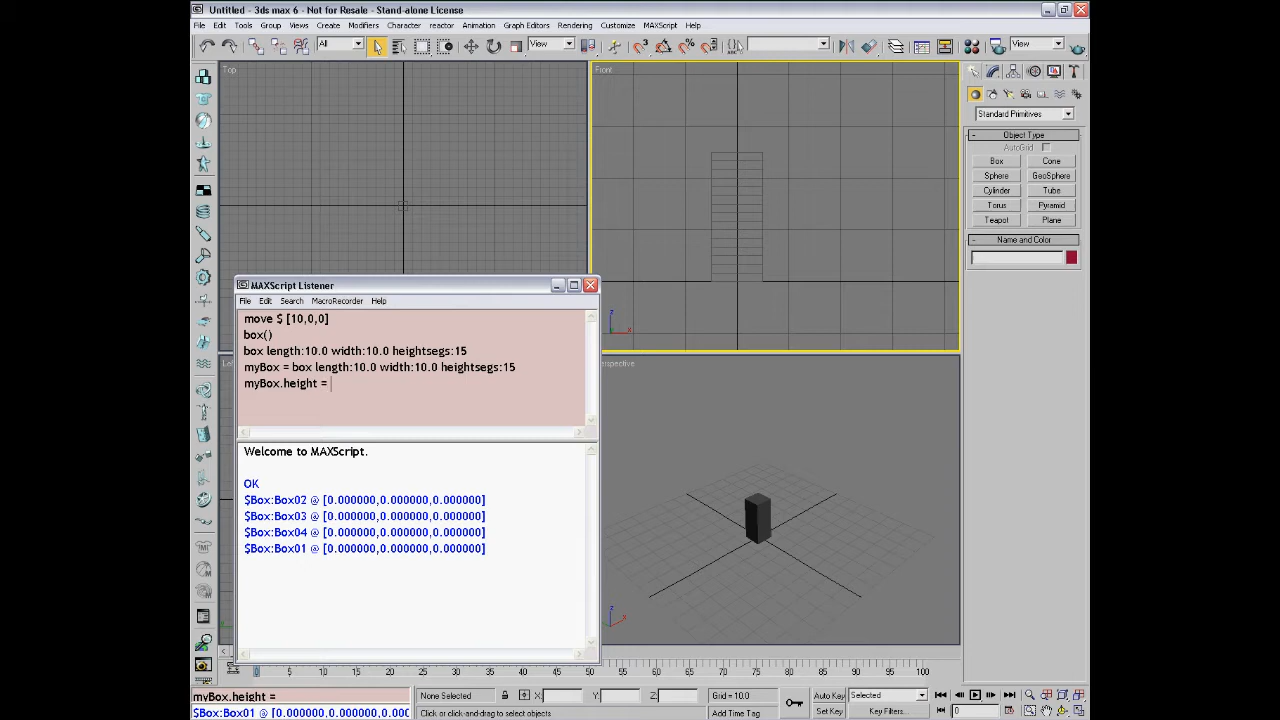 Untitled - 3ds max 6 - Not for Resale - Stand-alone License
File Edit Tools Group Views Create Modifiers Character reactor Animation Graph Editors Rendering Customize MAXScript Help
All View View
Top
Front
Standard Primitives
- Object Type
AutoGrid
Box Cone
Sphere GeoSphere
Cylinder Tube
Torus Pyramid
Teapot Plane
- Name and Color
MAXScript Listener
File Edit Search MacroRecorder Help
move $ [10,0,0]
box()
box length:10.0 width:10.0 heightsegs:15
myBox = box length:10.0 width:10.0 heightsegs:15
myBox.height =
Welcome to MAXScript.
OK
$Box:Box02 @ [0.000000,0.000000,0.000000]
$Box:Box03 @ [0.000000,0.000000,0.000000]
$Box:Box04 @ [0.000000,0.000000,0.000000]
$Box:Box01 @ [0.000000,0.000000,0.000000]
z
x
erspective
z
x
0 5 10 15 20 25 30 35 40 45 50 55 60 65 70 75 80 85 90 95 100
myBox.height = None Selected X: Y: Z: Grid = 10.0 Auto Key Selected
$Box:Box01 @ [0.000000,0.000000,0.000 Click or click-and-drag to select objects Add Time Tag Set Key Key Filters... 0